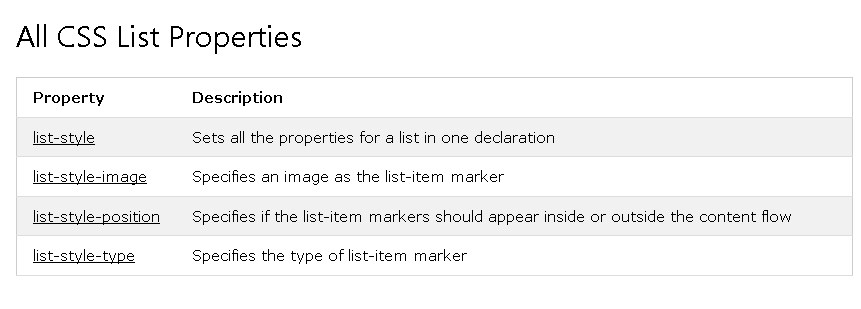 All CSS List Properties
Property Description
list-style Sets all the properties for a list in one declaration
list-style-image Specifies an image as the list-item marker
list-style-position Specifies if the list-item markers should appear inside or outside the content flow
list-style-type Specifies the type of list-item marker